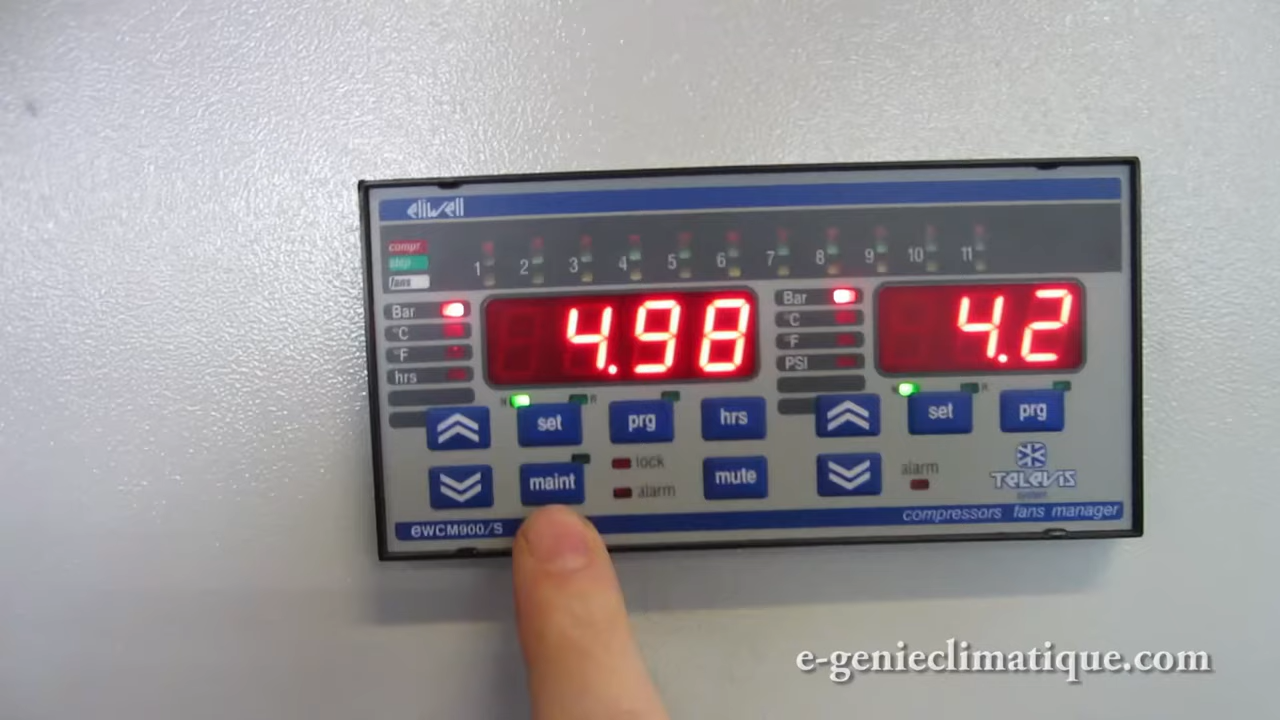 eliwell
compr
step
fans
1 2 3 4 5 6 7 8 9 10 11
Bar
°C
°F
hrs
4.98
Bar
°C
°F
PSI
4.2
N
R
set
prg
hrs
N
R
set
prg
maint
lock
alarm
mute
alarm
TELEVIS
system
compressors fans manager
eWCM900/S
e-genieclimatique.com